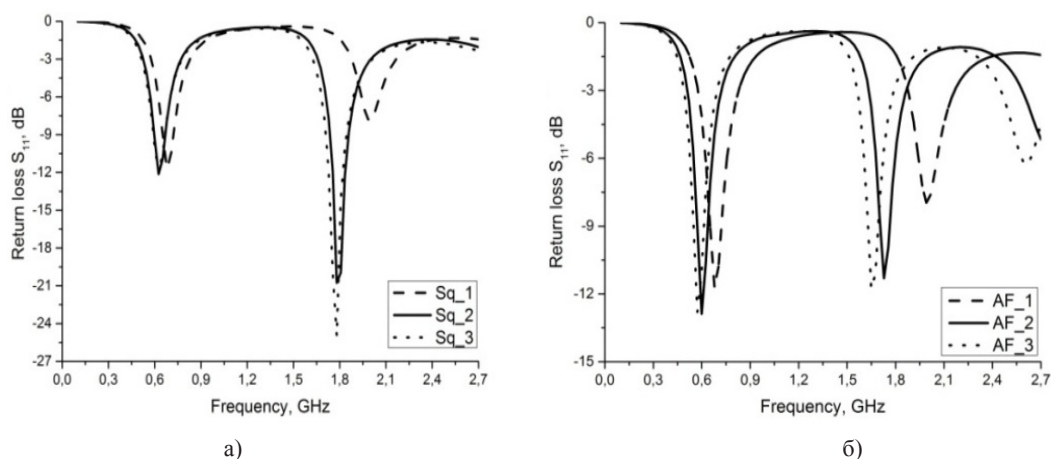 0
-3
-6
-9
-12
-15
-18
-21
-24
-27
Return loss S₁₁, dB
0,0 0,3 0,6 0,9 1,2 1,5 1,8 2,1 2,4 2,7
Frequency, GHz
Sq_1
Sq_2
Sq_3
а)
0
-3
-6
-9
-12
-15
Return loss S₁₁, dB
0,0 0,3 0,6 0,9 1,2 1,5 1,8 2,1 2,4 2,7
Frequency, GHz
AF_1
AF_2
AF_3
б)